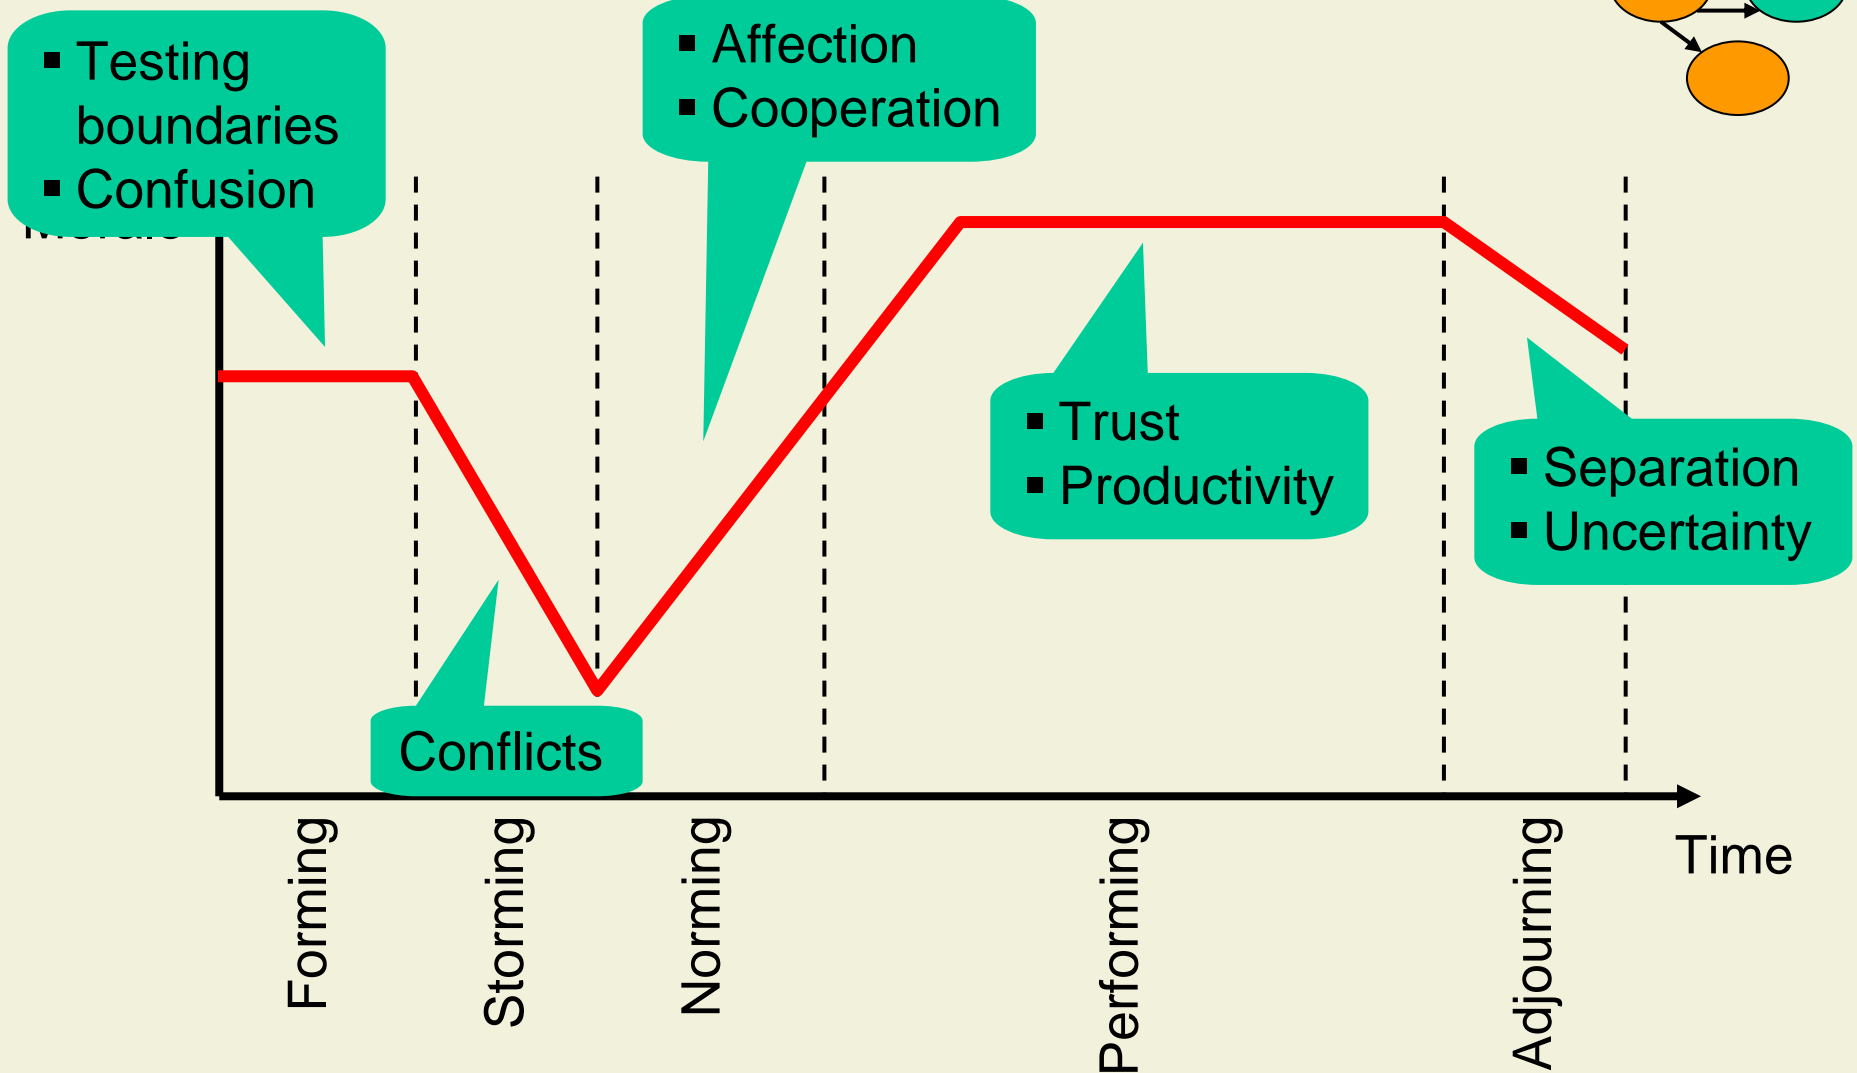 ▪ Testing
boundaries
▪ Confusion
▪ Affection
▪ Cooperation
▪ Trust
▪ Productivity
▪ Separation
▪ Uncertainty
Conflicts
Time
Forming
Storming
Norming
Performing
Adjourning